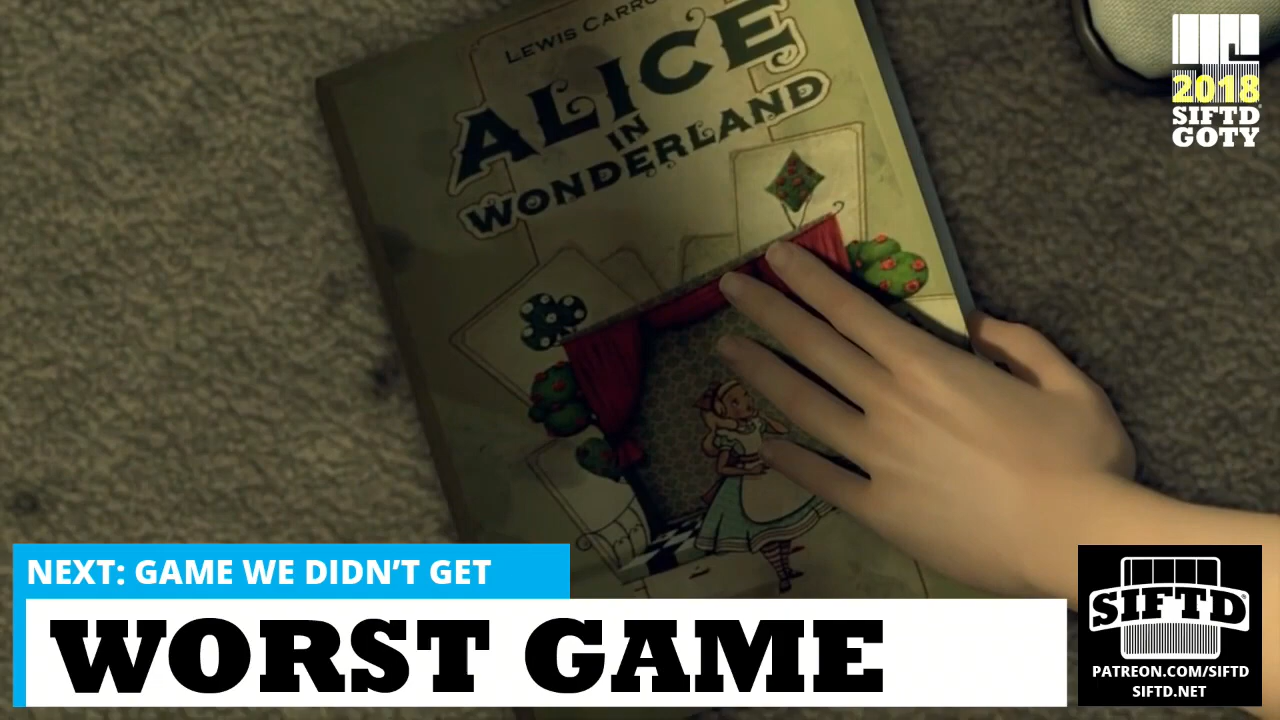 LEWIS CARRO
ALICE
IN
WONDERLAND
2018
SIFTD
GOTY
NEXT: GAME WE DIDN'T GET
WORST GAME
SIFTD
PATREON.COM/SIFTD
SIFTD.NET